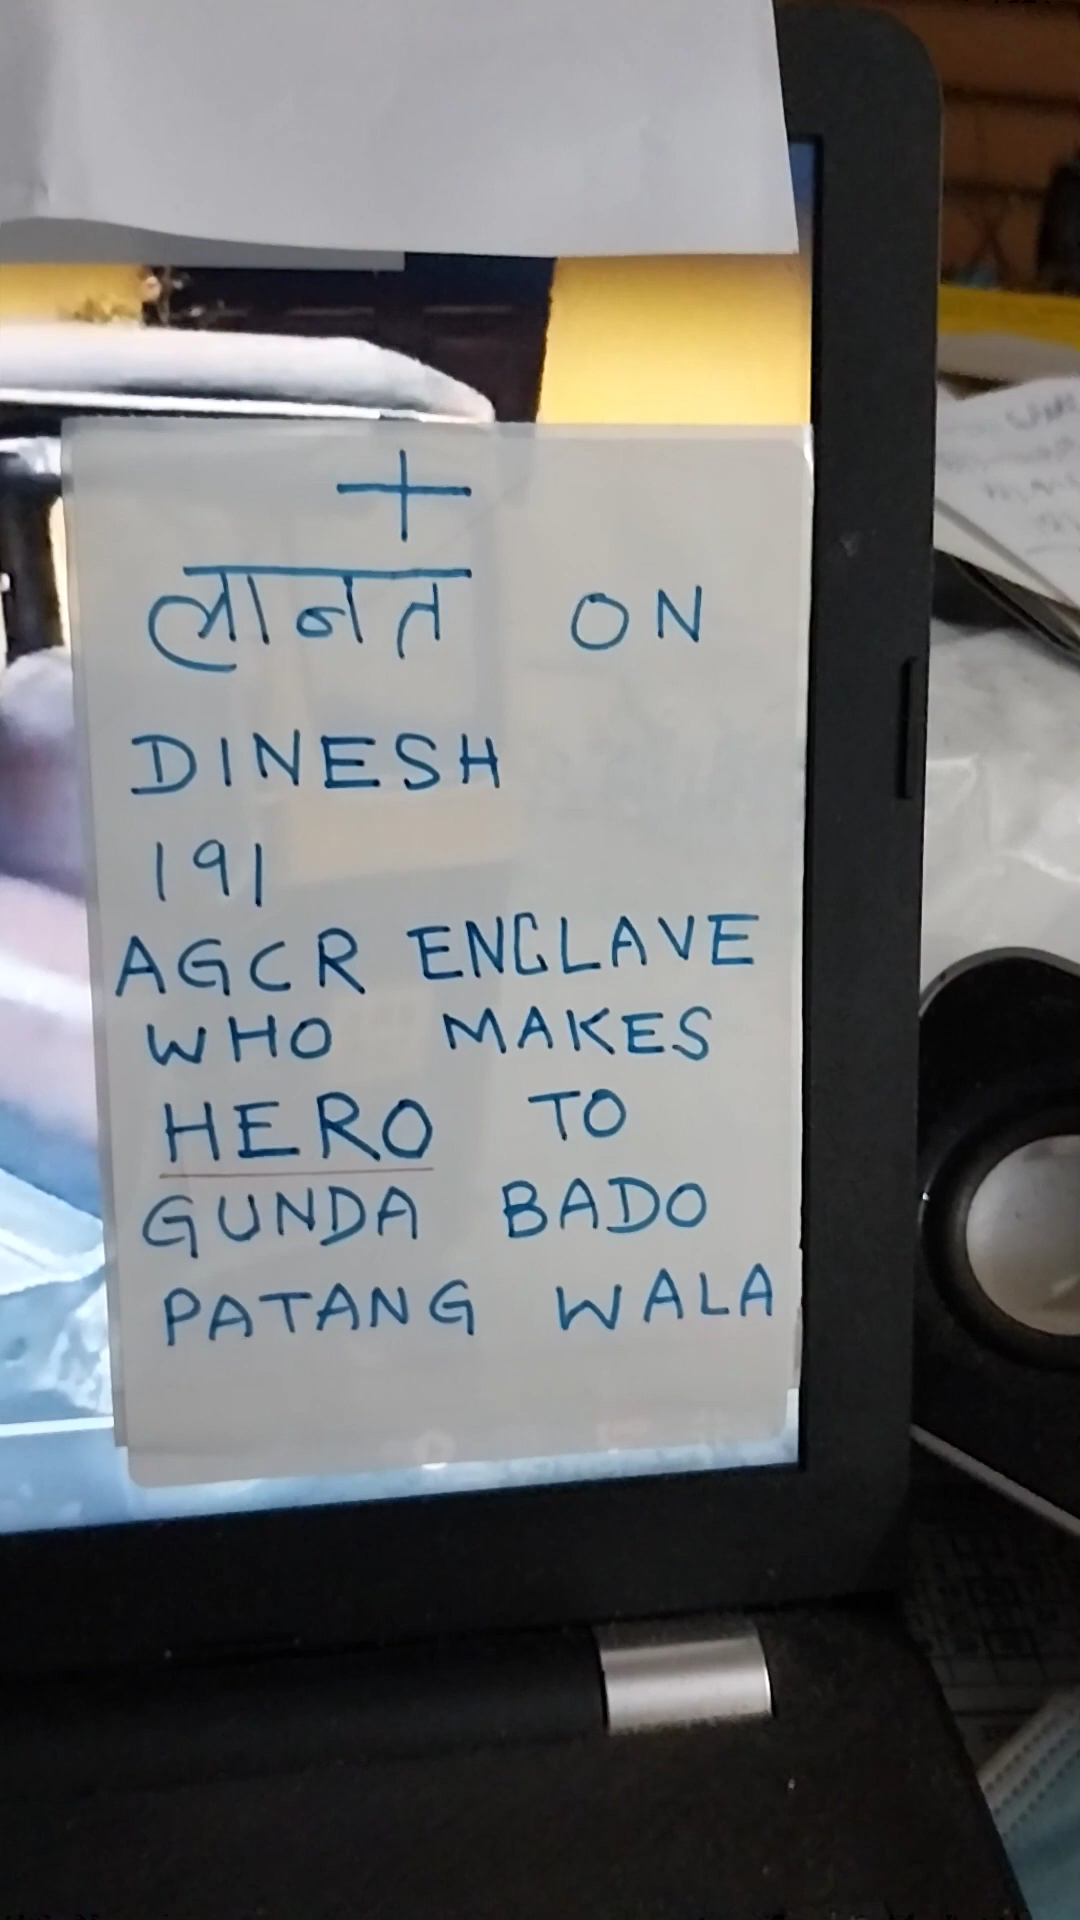 +
लानत ON
DINESH
191
AGCR ENCLAVE
WHO MAKES
HERO TO
GUNDA BADO
PATANG WALA